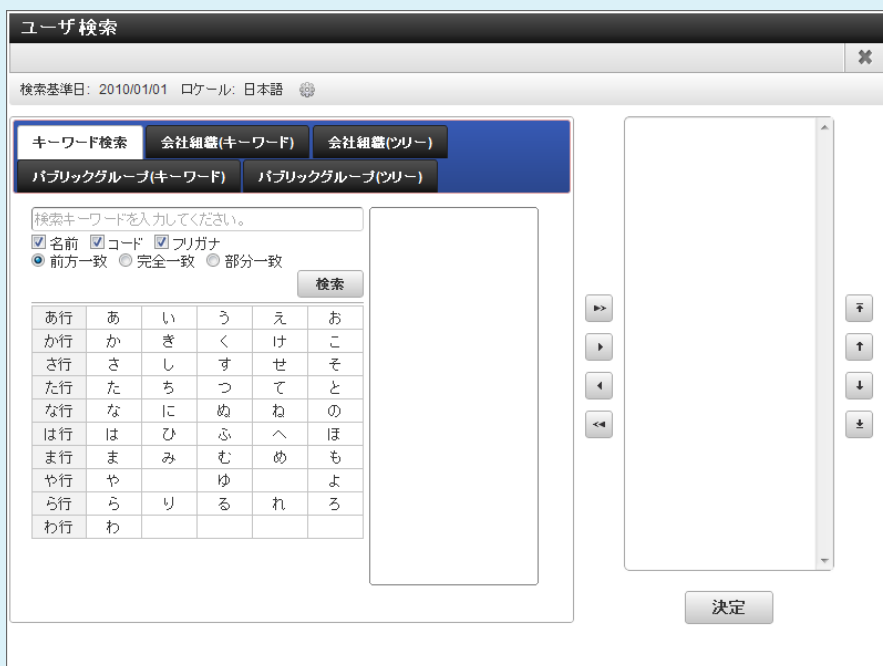 ユーザ検索
検索基準日: 2010/01/01 ロケール: 日本語
キーワード検索 会社組織(キーワード) 会社組織(ツリー)
パブリックグループ(キーワード) パブリックグループ(ツリー)
検索キーワードを入力してください。
名前 コード フリガナ
前方一致 完全一致 部分一致
検索
あ行 あ い う え お
か行 か き く け こ
さ行 さ し す せ そ
た行 た ち つ て と
な行 な に ぬ ね の
は行 は ひ ふ へ ほ
ま行 ま み む め も
や行 や ゆ よ
ら行 ら り る れ ろ
わ行 わ
決定